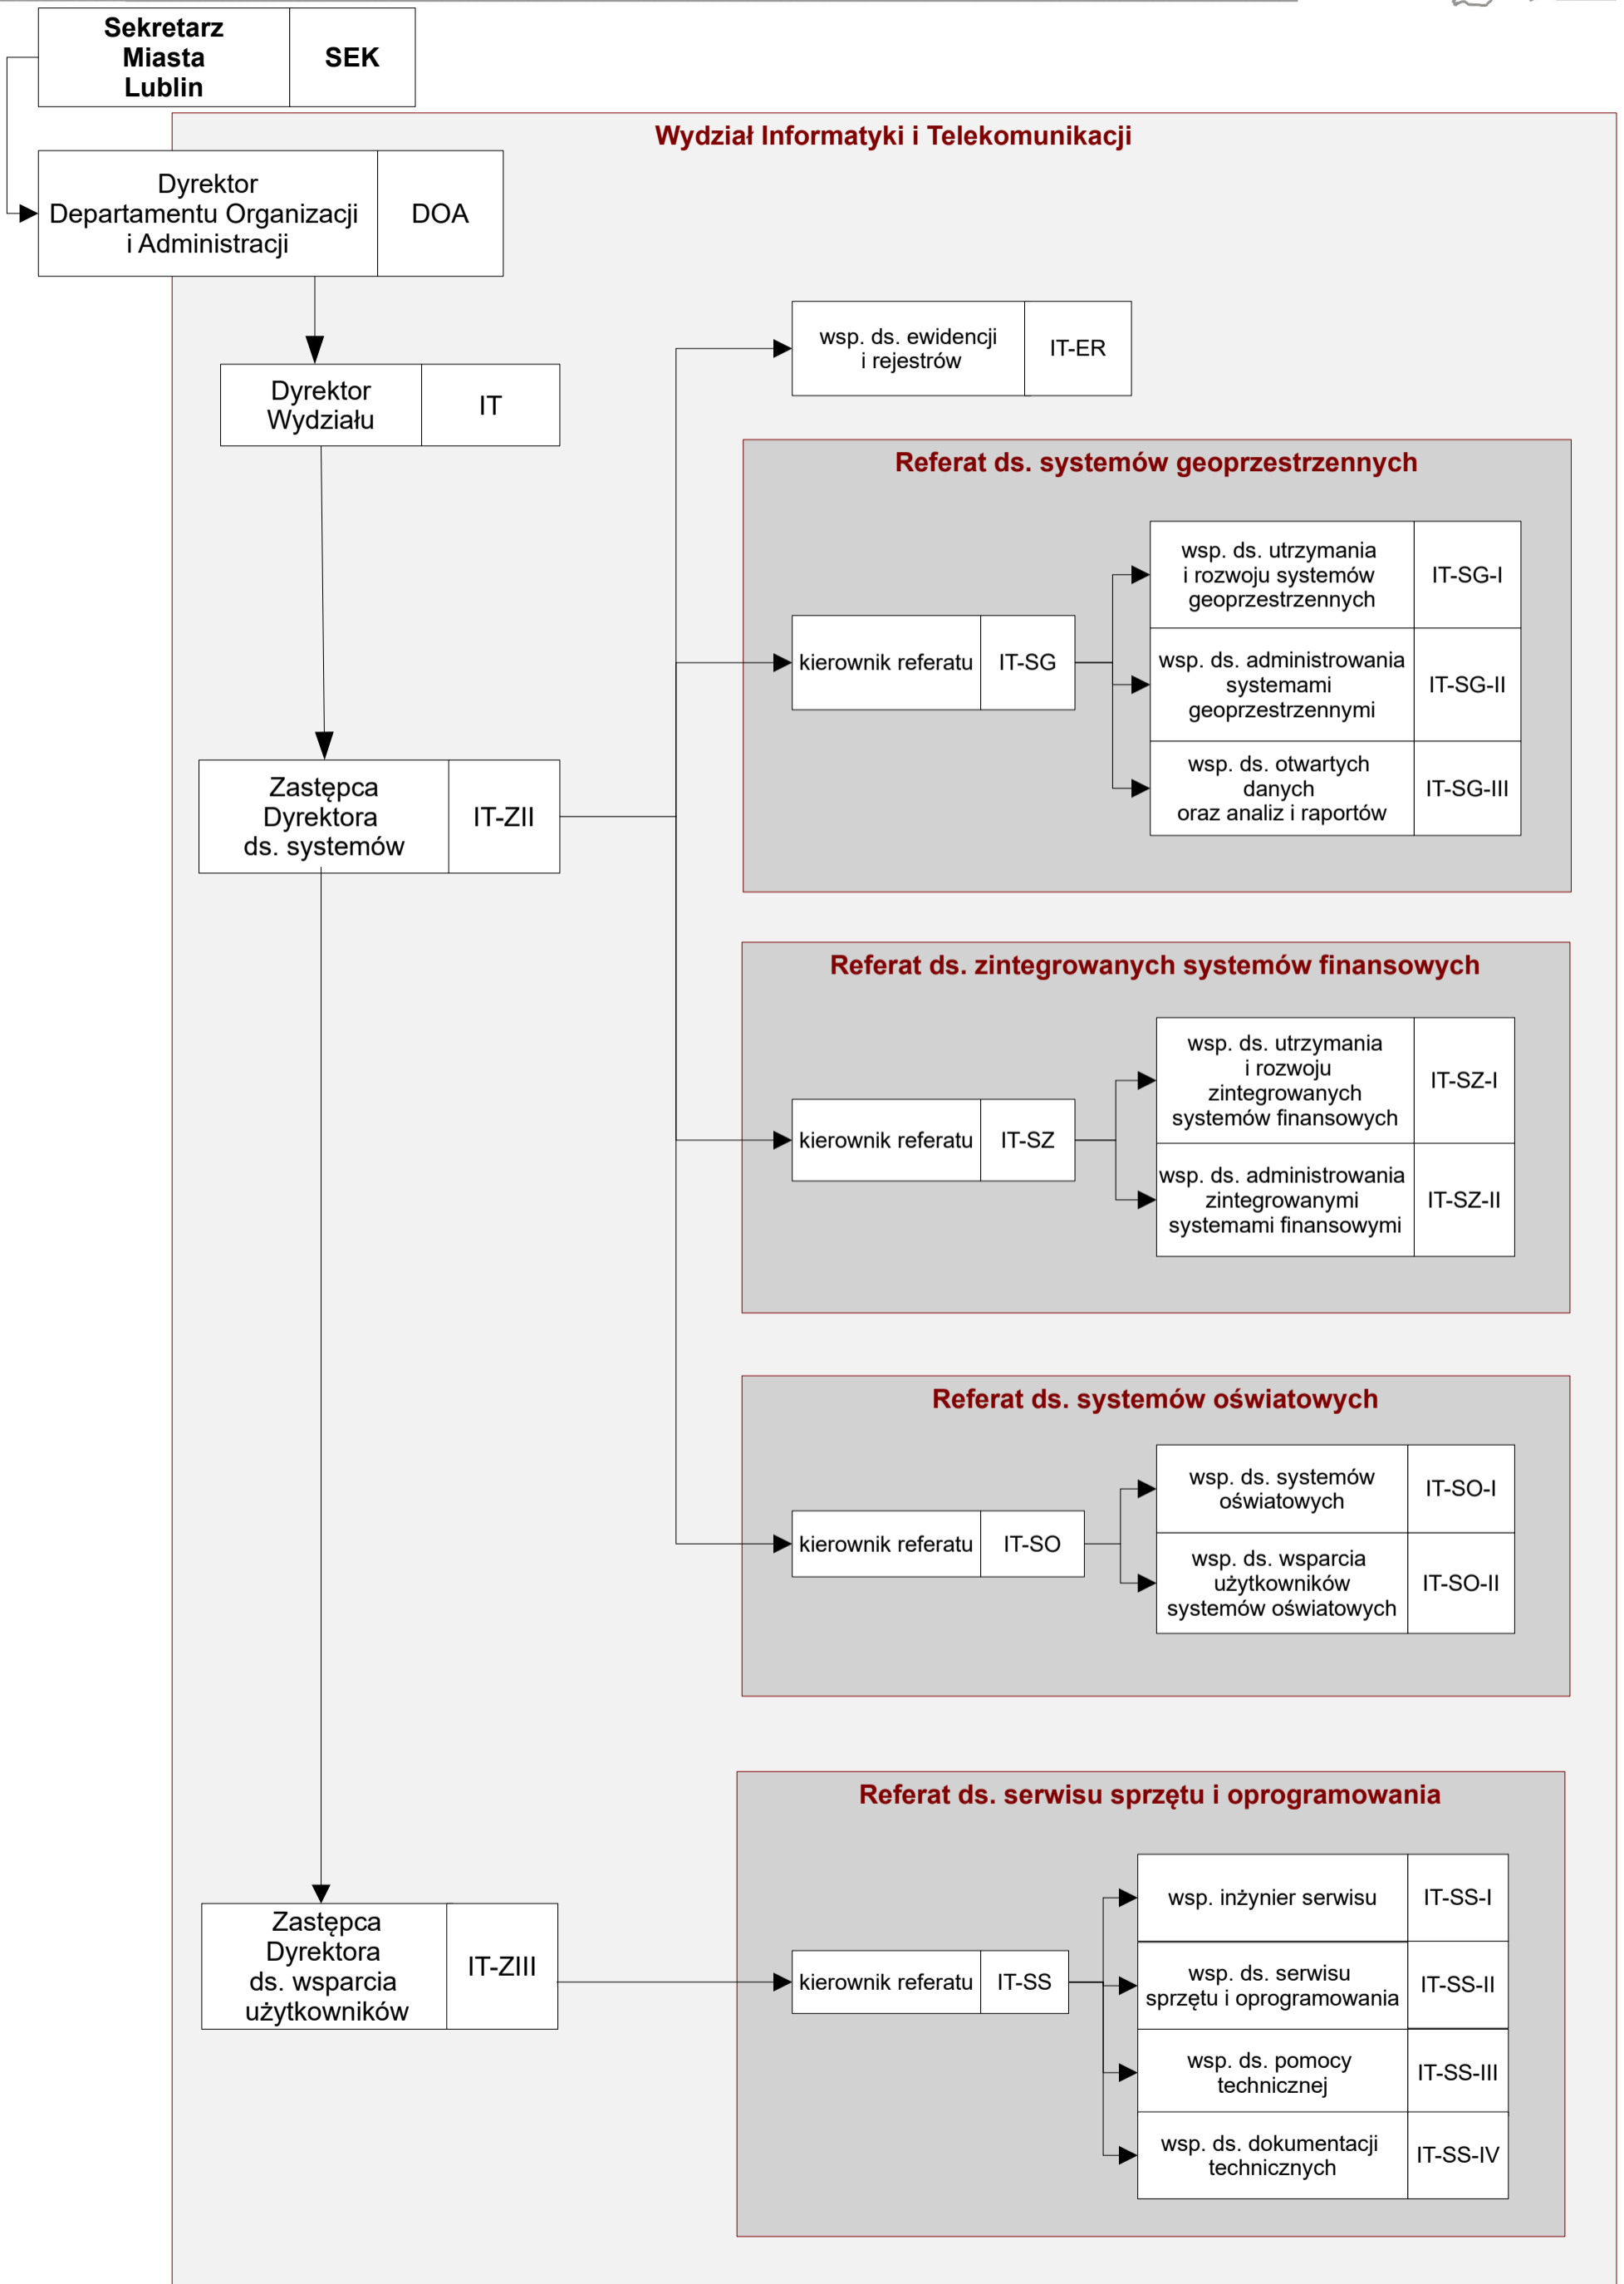 Sekretarz
Miasta
Lublin
SEK
Wydział Informatyki i Telekomunikacji
Dyrektor
Departamentu Organizacji
i Administracji
DOA
wsp. ds. ewidencji
i rejestrów
IT-ER
Dyrektor
Wydziału
IT
Referat ds. systemów geoprzestrzennych
wsp. ds. utrzymania
i rozwoju systemów
geoprzestrzennych
IT-SG-I
kierownik referatu
IT-SG
wsp. ds. administrowania
systemami
geoprzestrzennymi
IT-SG-II
wsp. ds. otwartych
danych
oraz analiz i raportów
IT-SG-III
Zastępca
Dyrektora
ds. systemów
IT-ZII
Referat ds. zintegrowanych systemów finansowych
wsp. ds. utrzymania
i rozwoju
zintegrowanych
systemów finansowych
IT-SZ-I
kierownik referatu
IT-SZ
wsp. ds. administrowania
zintegrowanymi
systemami finansowymi
IT-SZ-II
Referat ds. systemów oświatowych
wsp. ds. systemów
oświatowych
IT-SO-I
kierownik referatu
IT-SO
wsp. ds. wsparcia
użytkowników
systemów oświatowych
IT-SO-II
Referat ds. serwisu sprzętu i oprogramowania
wsp. inżynier serwisu
IT-SS-I
Zastępca
Dyrektora
ds. wsparcia
użytkowników
IT-ZIII
kierownik referatu
IT-SS
wsp. ds. serwisu
sprzętu i oprogramowania
IT-SS-II
wsp. ds. pomocy
technicznej
IT-SS-III
wsp. ds. dokumentacji
technicznych
IT-SS-IV